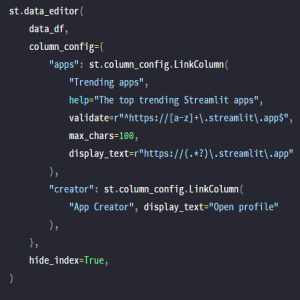 st.data_editor(
    data_df,
    column_config={
        "apps": st.column_config.LinkColumn(
            "Trending apps",
            help="The top trending Streamlit apps",
            validate=r"^https://[a-z]+\.streamlit\.app$",
            max_chars=100,
            display_text=r"https://(.*?)\.streamlit\.app"
        ),
        "creator": st.column_config.LinkColumn(
            "App Creator", display_text="Open profile"
        ),
    },
    hide_index=True,
)